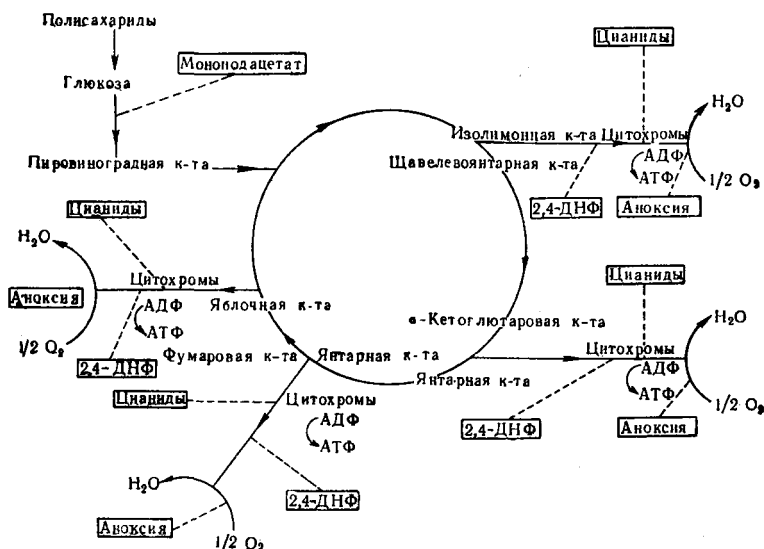 Полисахариды
Глюкоза
Моноиодацетат
Пировиноградная к-та
Цианиды
H₂O
Изолимонная к-та
Цитохромы
Щавелевоянтарная к-та
АДФ
АТФ
1/2 O₂
2,4-ДНФ
Аноксия
Цианиды
H₂O
Цитохромы
Аноксия
АДФ
Яблочная к-та
АТФ
1/2 O₂
2,4-ДНФ
Фумаровая к-та
Янтарная к-та
Цианиды
H₂O
α-Кетоглютаровая к-та
Цитохромы
АДФ
Янтарная к-та
АТФ
1/2 O₂
2,4-ДНФ
Аноксия
Цианиды
Цитохромы
АДФ
АТФ
H₂O
2,4-ДНФ
Аноксия
1/2 O₂